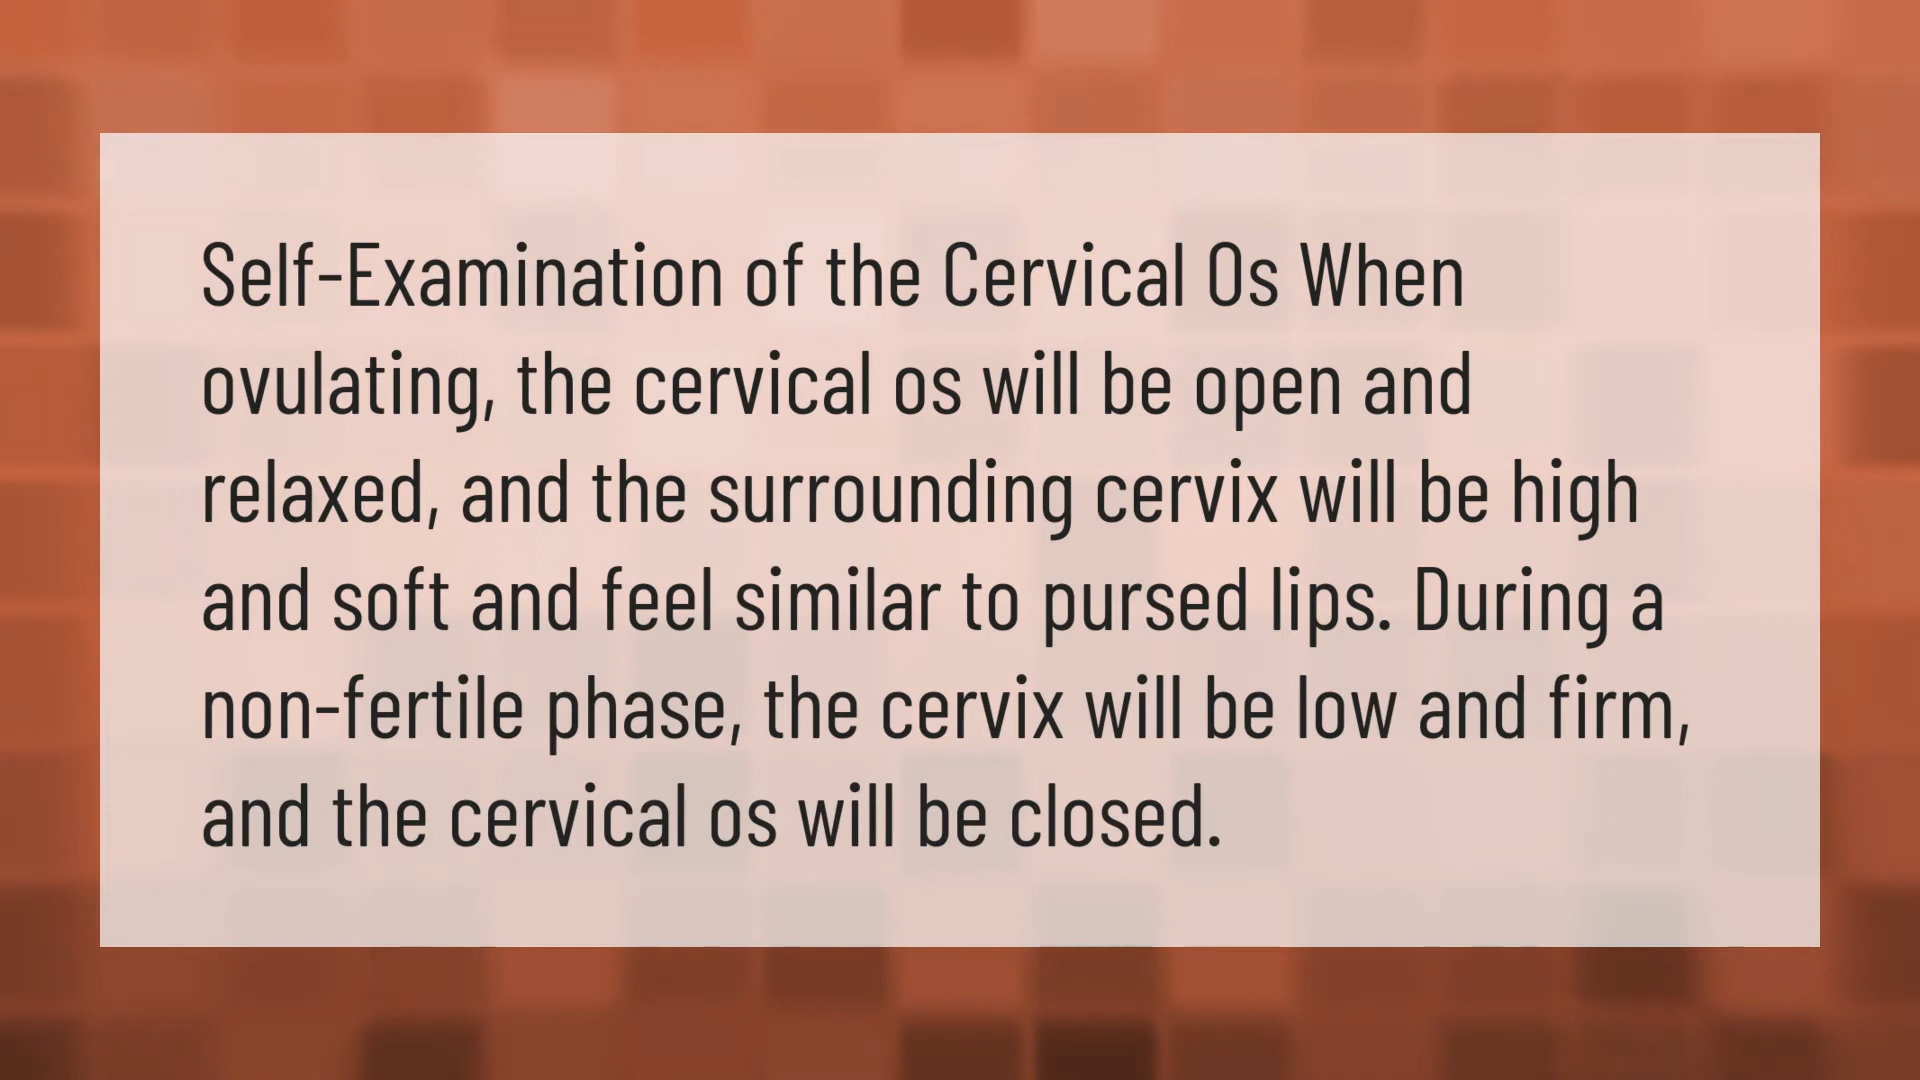 Self-Examination of the Cervical Os When
ovulating, the cervical os will be open and
relaxed, and the surrounding cervix will be high
and soft and feel similar to pursed lips. During a
non-fertile phase, the cervix will be low and firm,
and the cervical os will be closed.